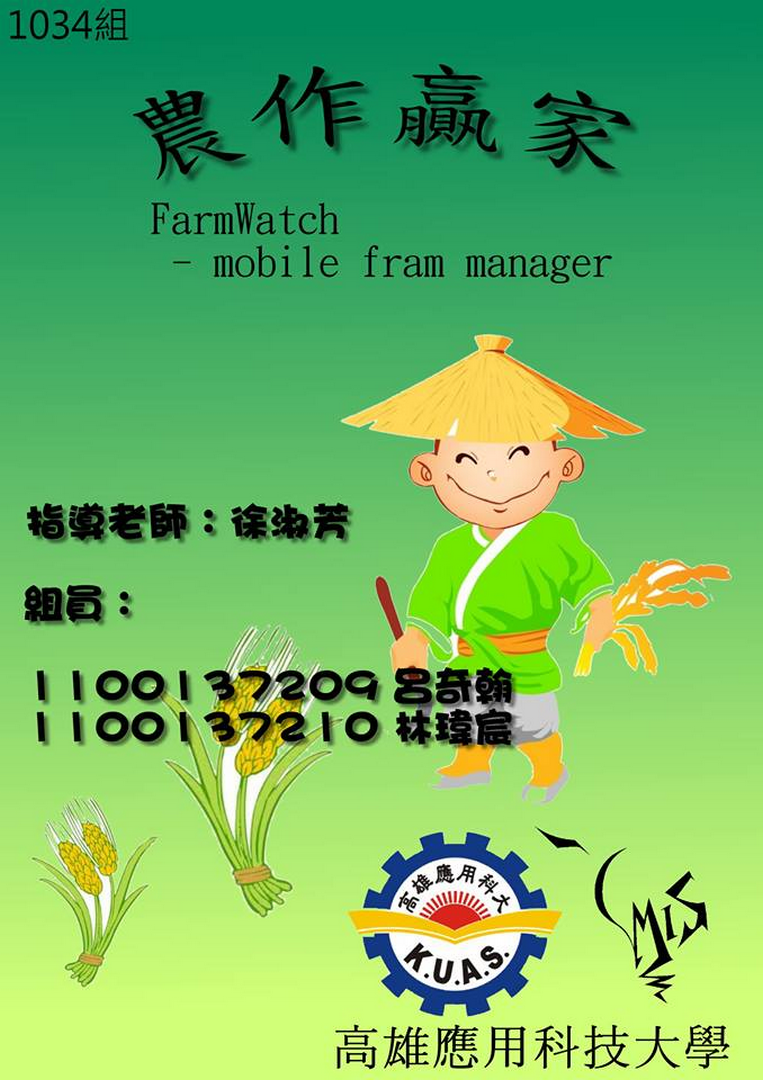 1034組
農作贏家
FarmWatch
- mobile fram manager
指導老師：徐淑芳
組員：
1100137209 呂奇翰
1100137210 林瑋宸
高雄應用科大
K.U.A.S.
MIS
高雄應用科技大學